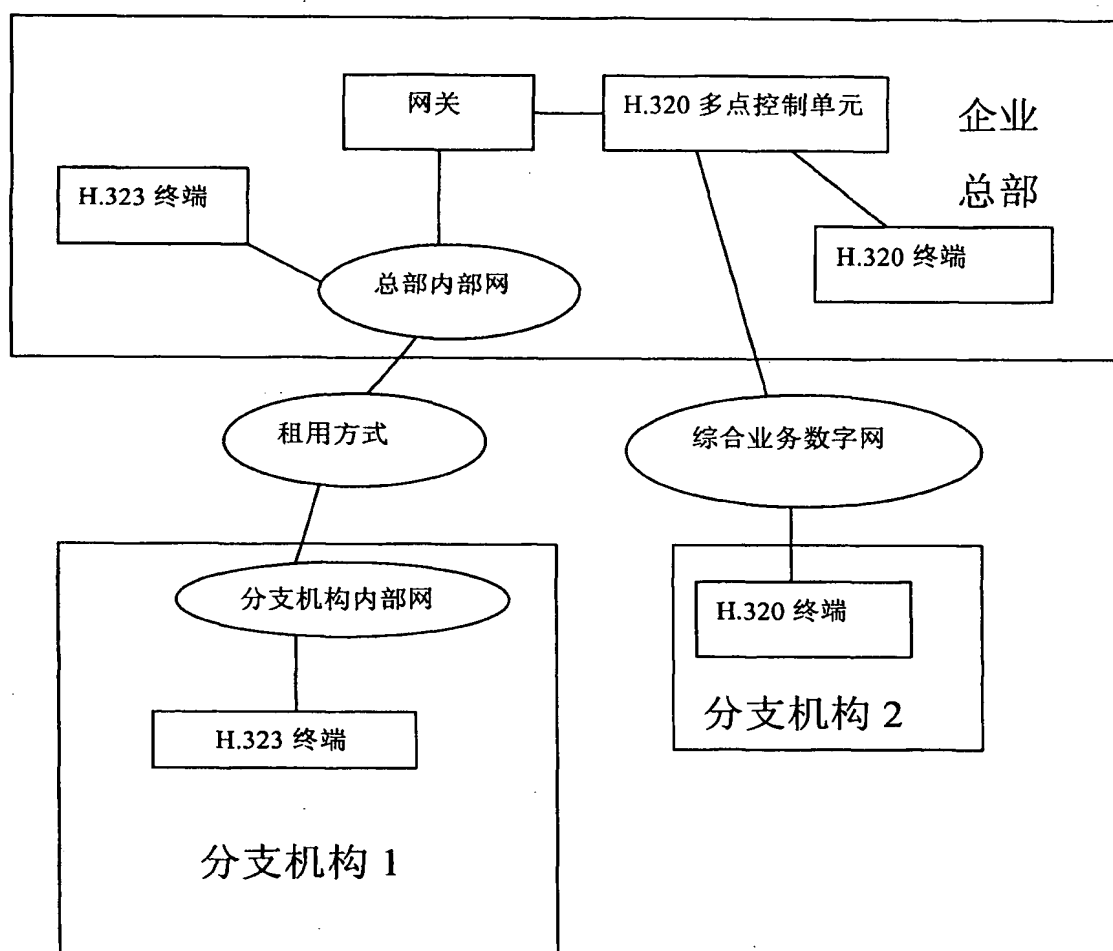 网关
H.320 多点控制单元
企业
总部
H.323 终端
H.320 终端
总部内部网
租用方式
综合业务数字网
分支机构内部网
H.320 终端
分支机构 2
H.323 终端
分支机构 1